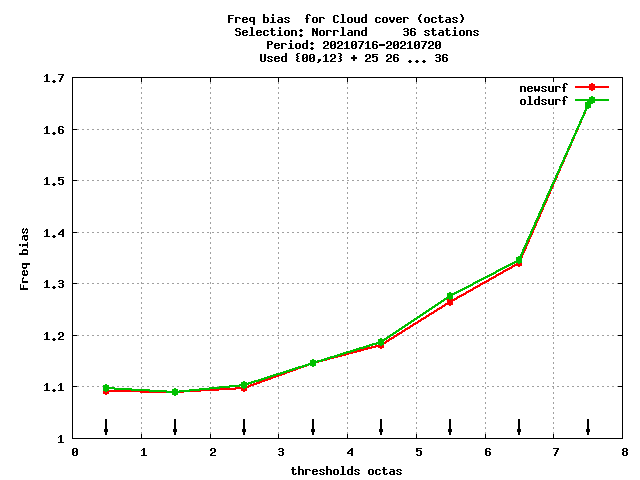 Freq bias  for Cloud cover (octas)
Selection: Norrland     36 stations
Period: 20210716-20210720
Used {00,12} + 25 26 ... 36
newsurf
oldsurf
1.7
1.6
1.5
1.4
1.3
1.2
1.1
1
Freq bias
0 1 2 3 4 5 6 7 8
thresholds octas